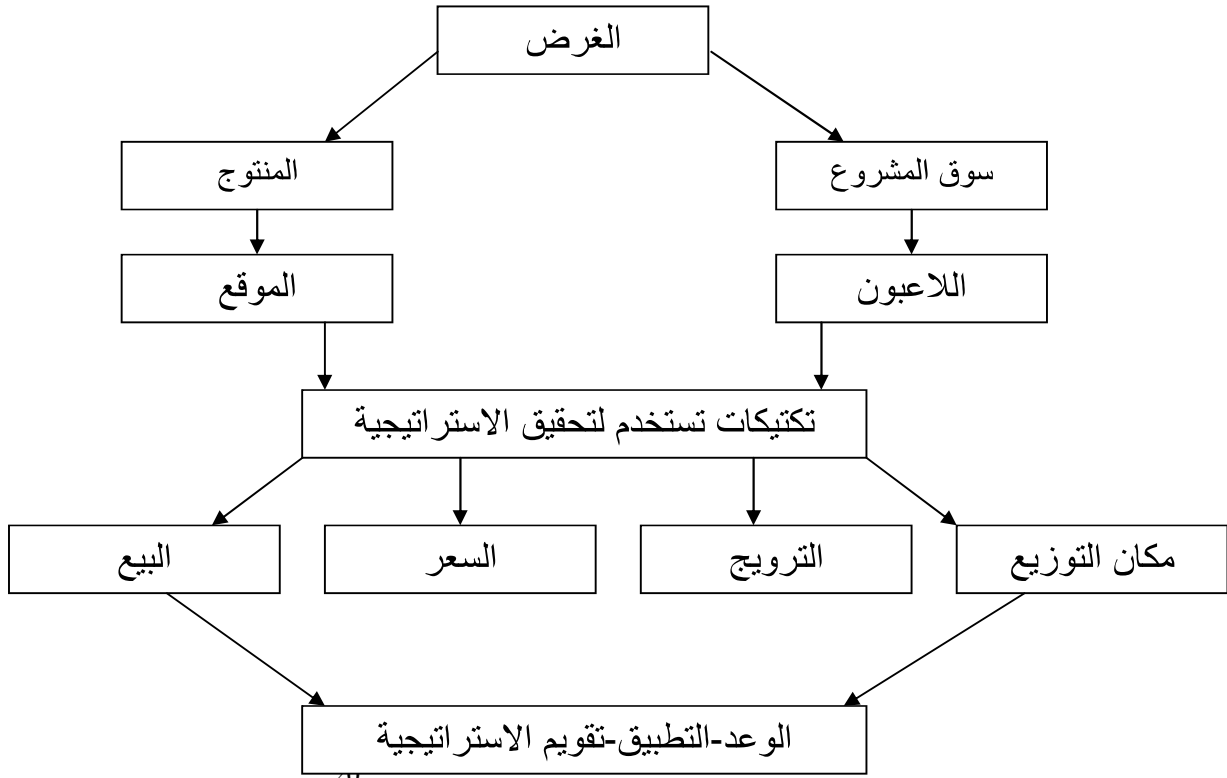 الغرض
سوق المشروع
المنتوج
اللاعبون
الموقع
تكتيكات تستخدم لتحقيق الاستراتيجية
مكان التوزيع
الترويج
السعر
البيع
الوعد-التطبيق-تقويم الاستراتيجية